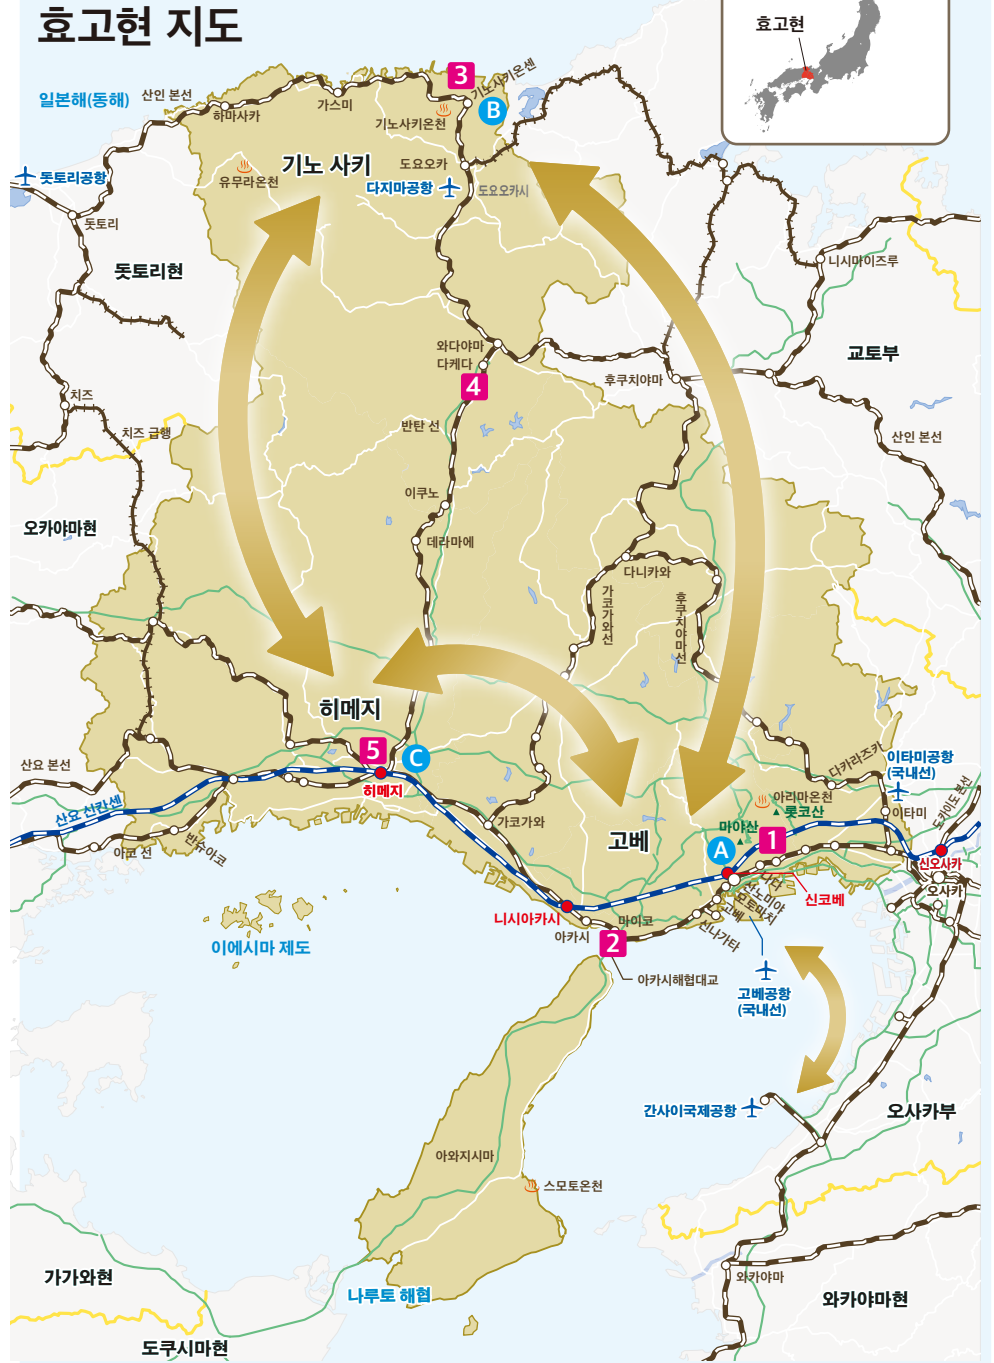 효고현 지도
효고현
일본해(동해)
산인 본선
하마사카
가스미
3
기노사키온센
B
기노사키온천
기노 사키
유무라온천
도요오카
다지마공항
도요오카시
돗토리공항
돗토리
돗토리현
니시마이즈루
와다야마
다케다
4
후쿠치야마
교토부
치즈
치즈 급행
반탄 선
산인 본선
이쿠노
오카야마현
데라마에
다니카와
가코가와선
후쿠치야마선
히메지
5
C
히메지
산요 본선
산요 신칸센
아코 선
반슈아코
가코가와
다카라즈카
이타미공항
(국내선)
아리마온천
롯코산
이타미
도카이도 본선
고베
마야산
A
1
신오사카
오사카
나다
산노미야
모토마치
고베
신코베
신나가타
니시아카시
아카시
마이코
2
이에시마 제도
아카시해협대교
고베공항
(국내선)
간사이국제공항
오사카부
아와지시마
스모토온천
가가와현
나루토 해협
와카야마
와카야마현
도쿠시마현